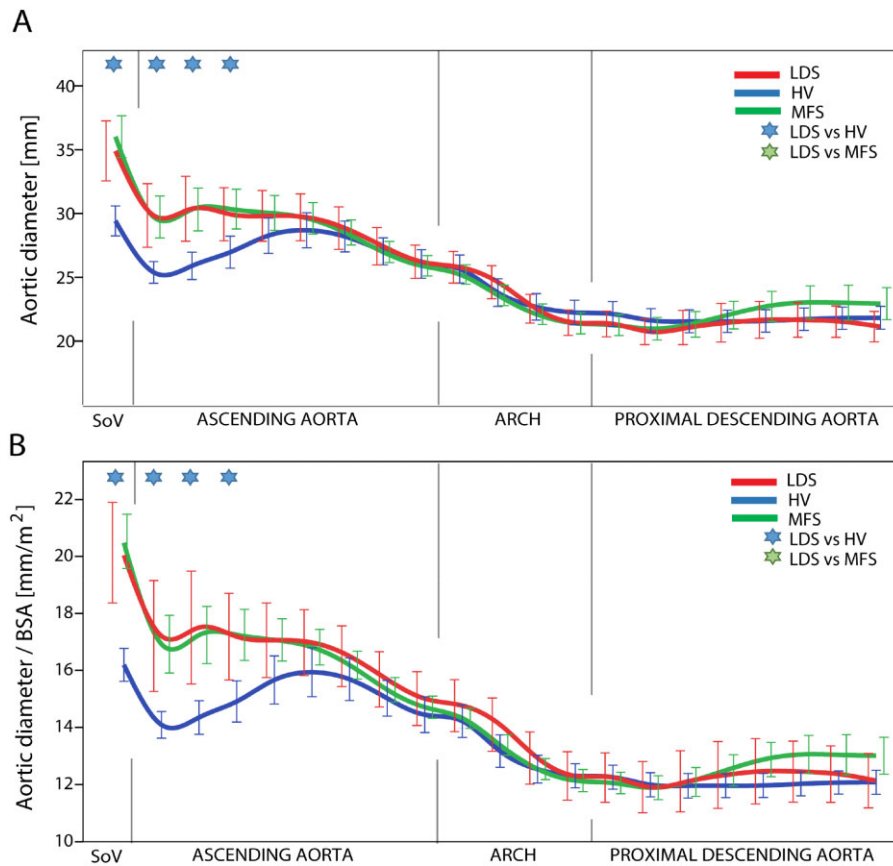 A
Aortic diameter [mm]
40
35
30
25
20
LDS
HV
MFS
LDS vs HV
LDS vs MFS
SoV ASCENDING AORTA ARCH PROXIMAL DESCENDING AORTA
B
Aortic diameter / BSA [mm/m²]
22
20
18
16
14
12
10
LDS
HV
MFS
LDS vs HV
LDS vs MFS
SoV ASCENDING AORTA ARCH PROXIMAL DESCENDING AORTA